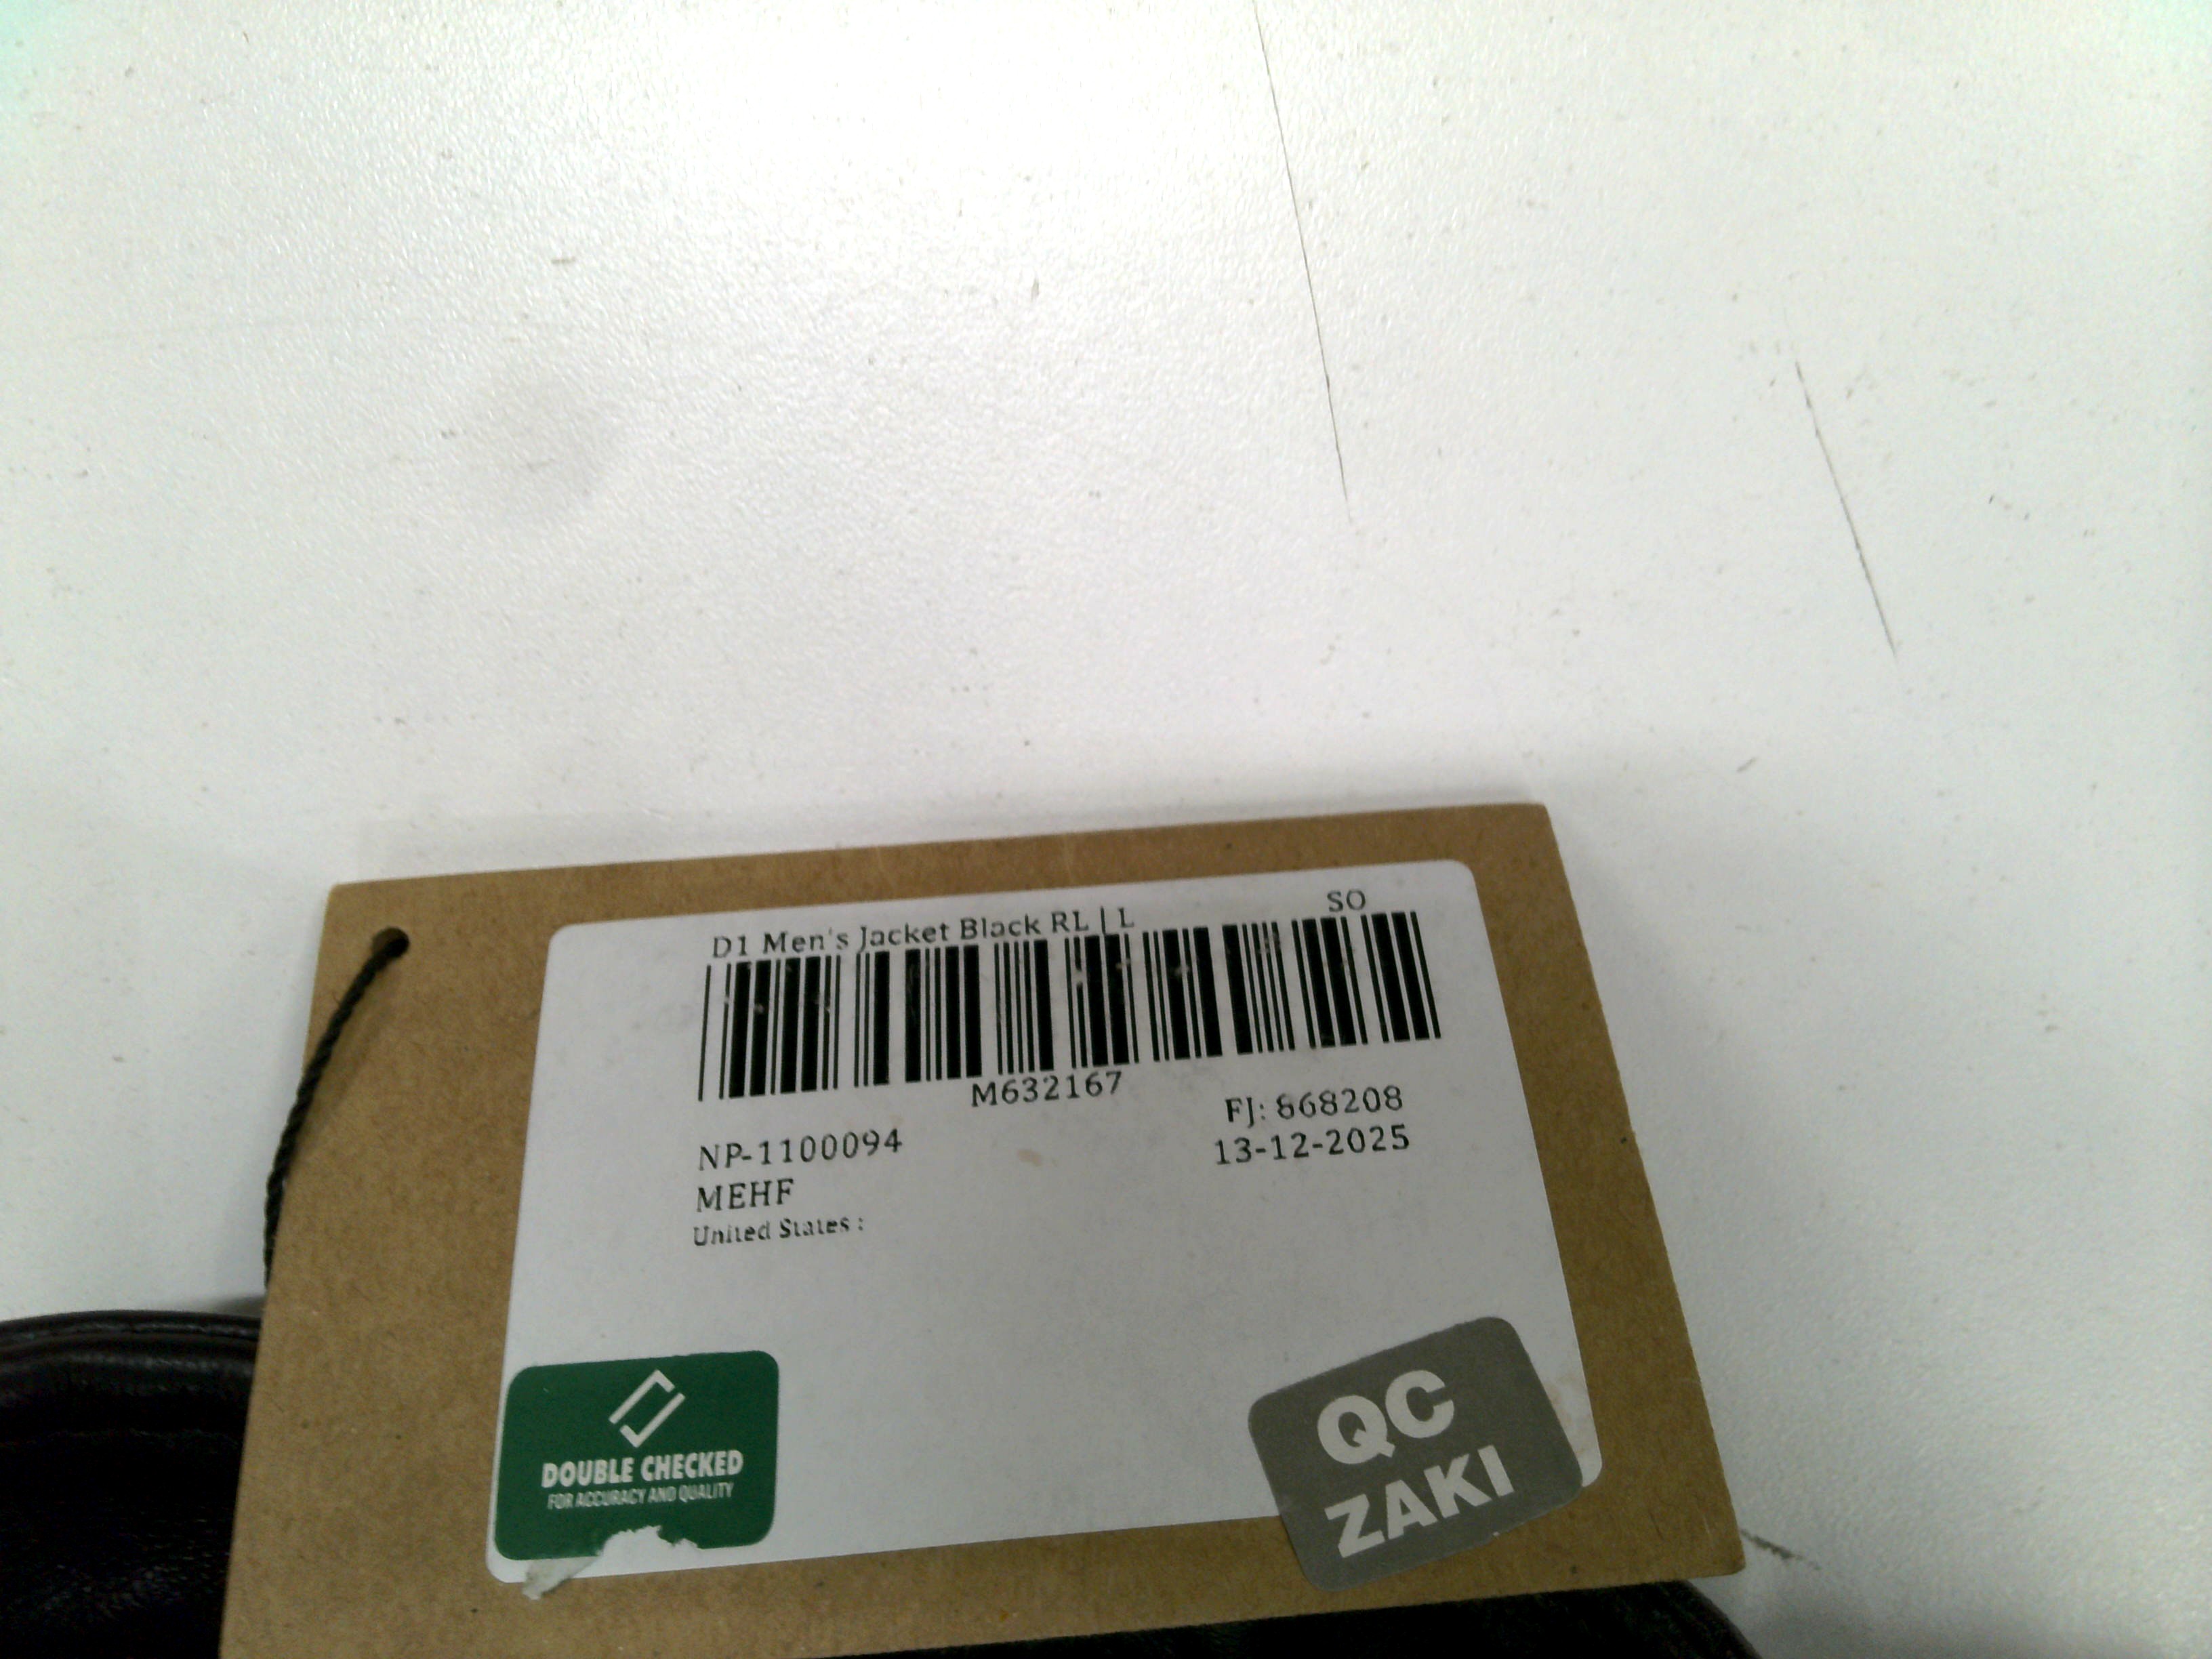 D1 Men's Jacket Black RL | L
SO
M632167
FJ: 868208
NP-1100094
13-12-2025
MEHF
United States :
DOUBLE CHECKED
FOR ACCURACY AND QUALITY
QC
ZAKI